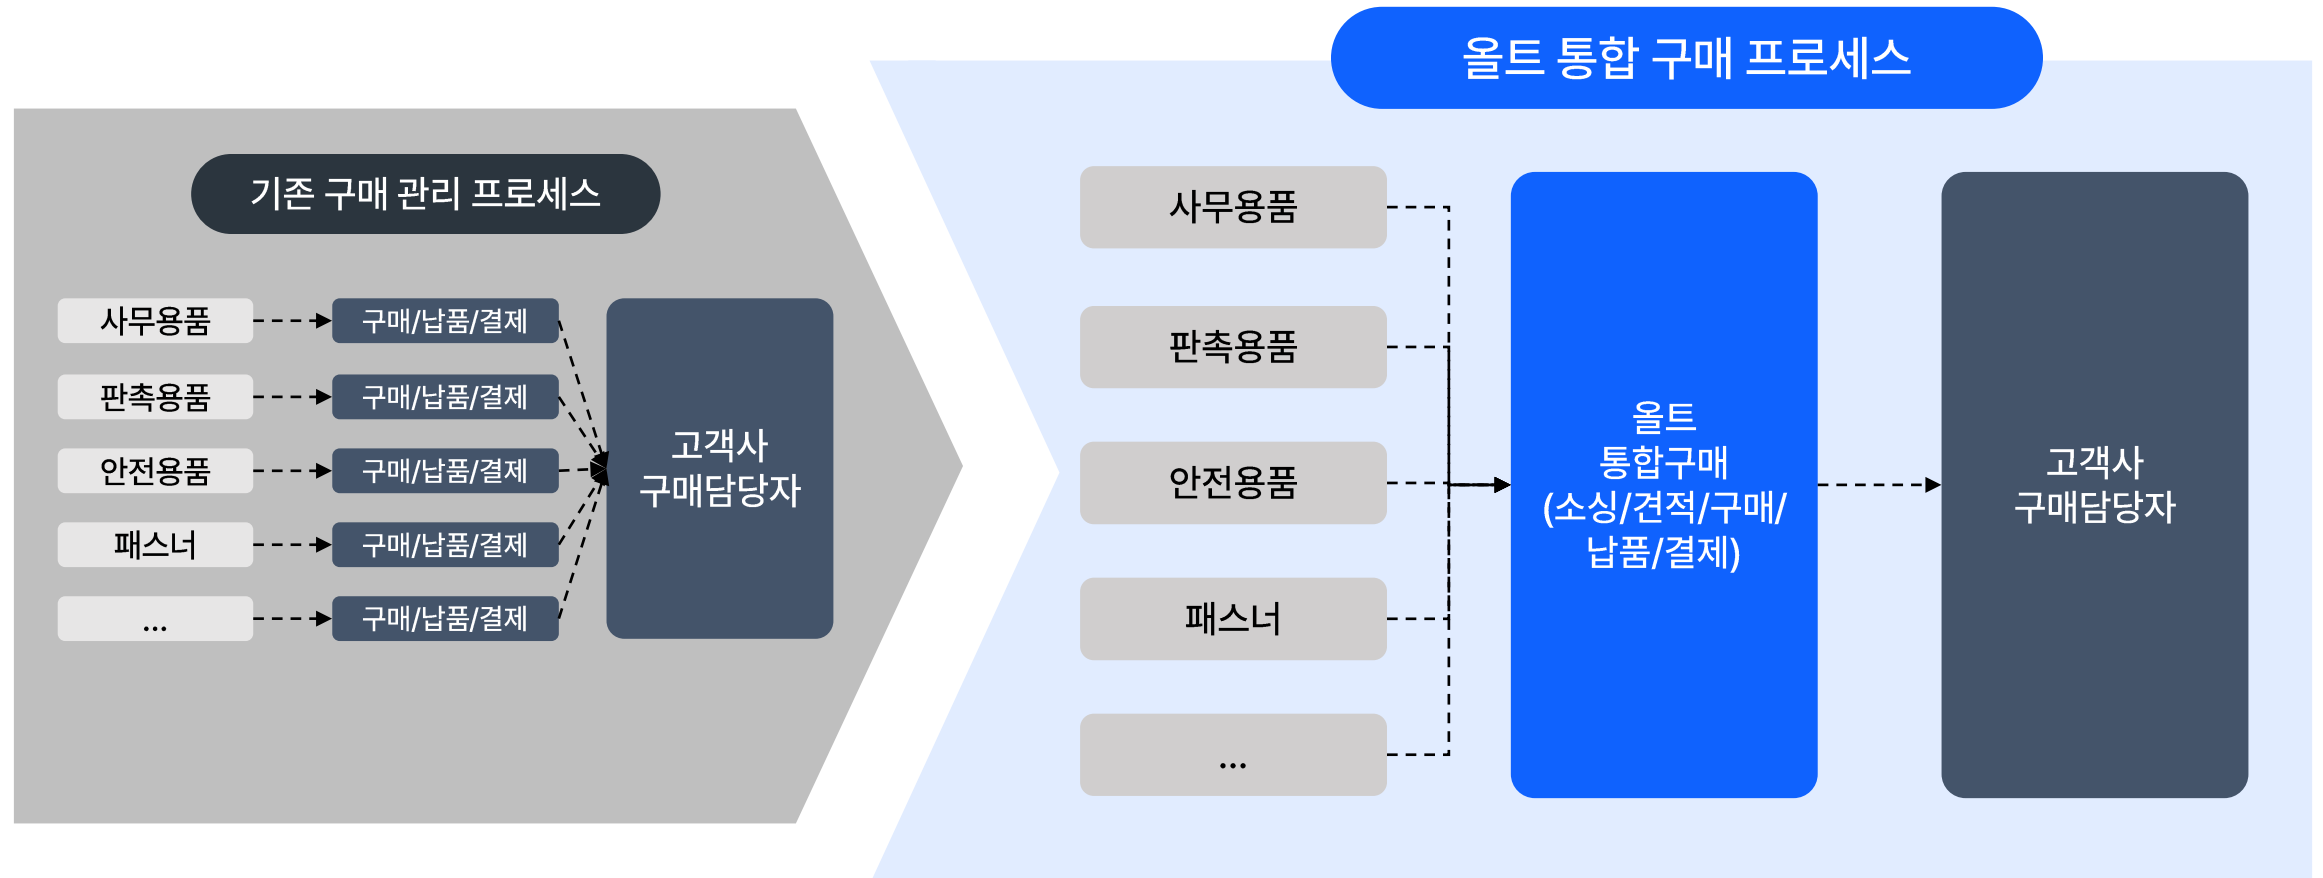 기존 구매 관리 프로세스
사무용품
구매/납품/결제
판촉용품
구매/납품/결제
안전용품
구매/납품/결제
패스너
구매/납품/결제
...
구매/납품/결제
고객사
구매담당자
올트 통합 구매 프로세스
사무용품
판촉용품
안전용품
패스너
...
올트
통합구매
(소싱/견적/구매/
납품/결제)
고객사
구매담당자